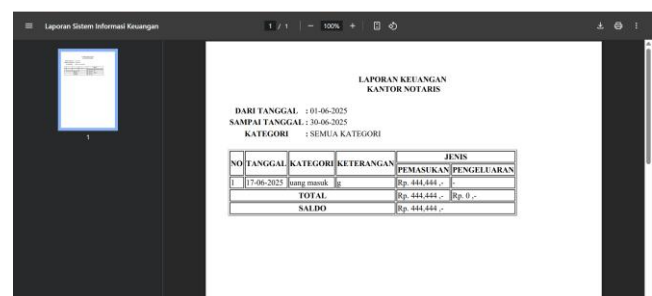 Laporan Sistem Informasi Keuangan
1 / 1 | − 100% +
1
LAPORAN KEUANGAN
KANTOR NOTARIS
DARI TANGGAL : 01-06-2025
SAMPAI TANGGAL : 30-06-2025
KATEGORI : SEMUA KATEGORI
NO TANGGAL KATEGORI KETERANGAN JENIS
PEMASUKAN PENGELUARAN
1 17-06-2025 uang masuk g Rp. 444,444 ,- -
TOTAL Rp. 444,444 ,- Rp. 0 ,-
SALDO Rp. 444,444 ,-